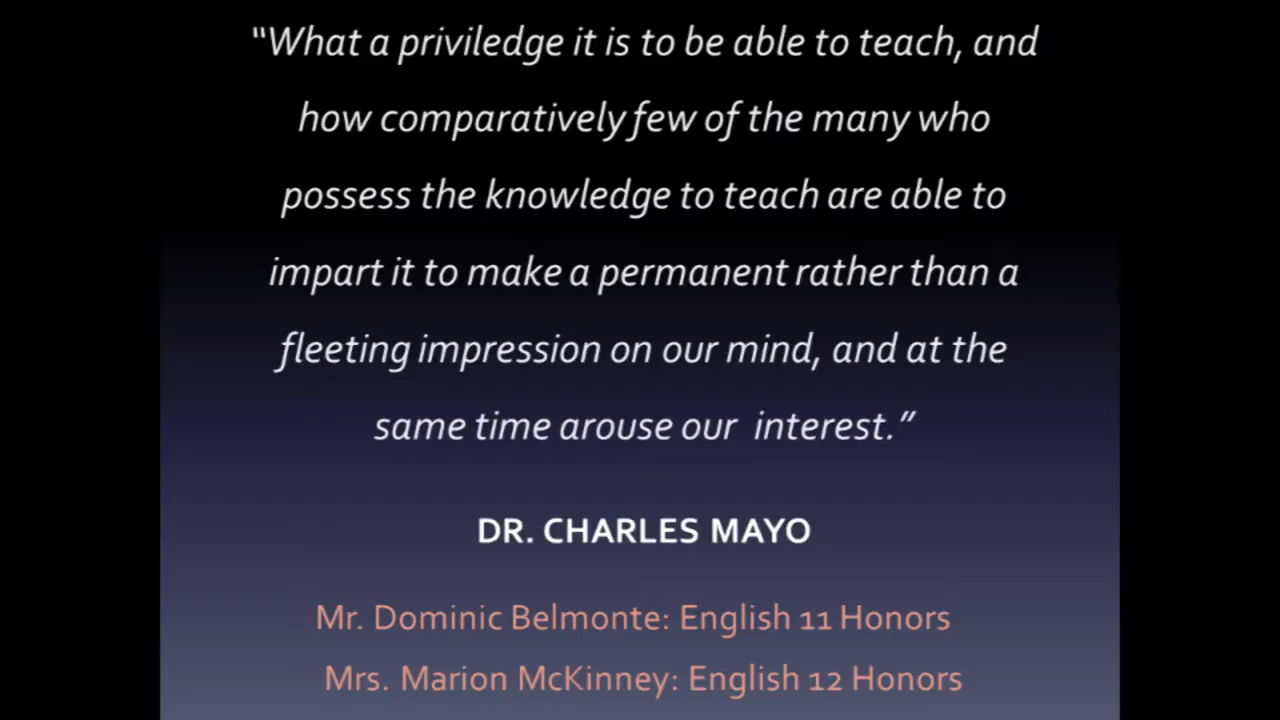 “What a priviledge it is to be able to teach, and
how comparatively few of the many who
possess the knowledge to teach are able to
impart it to make a permanent rather than a
fleeting impression on our mind, and at the
same time arouse our interest.”
DR. CHARLES MAYO
Mr. Dominic Belmonte: English 11 Honors
Mrs. Marion McKinney: English 12 Honors